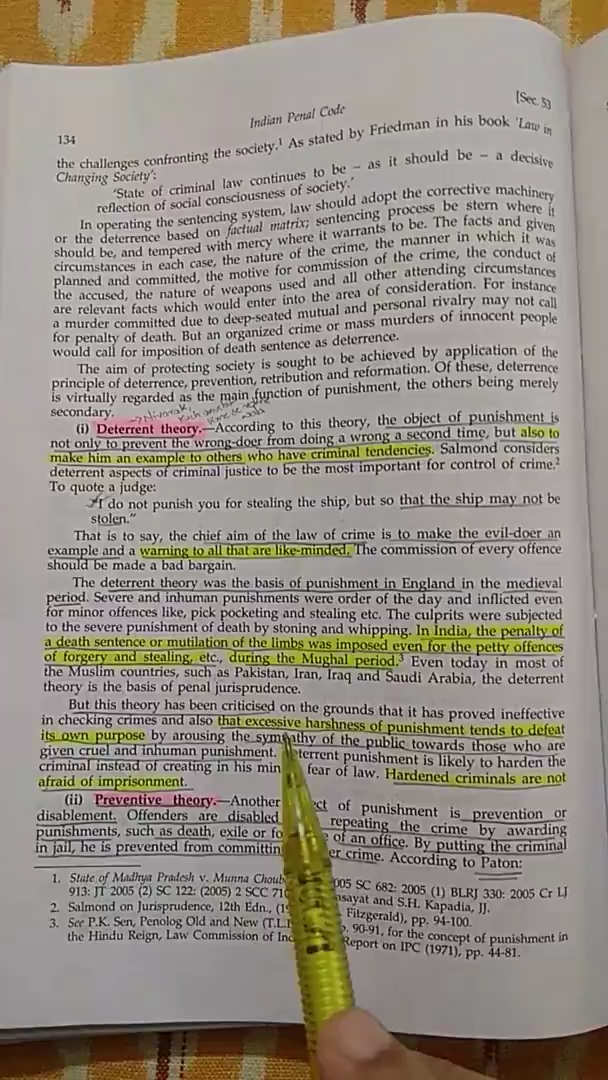 134
Indian Penal Code
[Sec. 53
the challenges confronting the society.¹ As stated by Friedman in his book 'Law in
Changing Society':
'State of criminal law continues to be – as it should be – a decisive
reflection of social consciousness of society.'
In operating the sentencing system, law should adopt the corrective machinery
or the deterrence based on factual matrix; sentencing process be stern where it
should be, and tempered with mercy where it warrants to be. The facts and given
circumstances in each case, the nature of the crime, the manner in which it was
planned and committed, the motive for commission of the crime, the conduct of
the accused, the nature of weapons used and all other attending circumstances
are relevant facts which would enter into the area of consideration. For instance
a murder committed due to deep-seated mutual and personal rivalry may not call
for penalty of death. But an organized crime or mass murders of innocent people
would call for imposition of death sentence as deterrence.
The aim of protecting society is sought to be achieved by application of the
principle of deterrence, prevention, retribution and reformation. Of these, deterrence
is virtually regarded as the main function of punishment, the others being merely
secondary.
(i) Deterrent theory.—According to this theory, the object of punishment is
not only to prevent the wrong-doer from doing a wrong a second time, but also to
make him an example to others who have criminal tendencies. Salmond considers
deterrent aspects of criminal justice to be the most important for control of crime.²
To quote a judge:
"I do not punish you for stealing the ship, but so that the ship may not be
stolen."
That is to say, the chief aim of the law of crime is to make the evil-doer an
example and a warning to all that are like-minded. The commission of every offence
should be made a bad bargain.
The deterrent theory was the basis of punishment in England in the medieval
period. Severe and inhuman punishments were order of the day and inflicted even
for minor offences like, pick pocketing and stealing etc. The culprits were subjected
to the severe punishment of death by stoning and whipping. In India, the penalty of
a death sentence or mutilation of the limbs was imposed even for the petty offences
of forgery and stealing, etc., during the Mughal period.³ Even today in most of
the Muslim countries, such as Pakistan, Iran, Iraq and Saudi Arabia, the deterrent
theory is the basis of penal jurisprudence.
But this theory has been criticised on the grounds that it has proved ineffective
in checking crimes and also that excessive harshness of punishment tends to defeat
its own purpose by arousing the sympathy of the public towards those who are
given cruel and inhuman punishment. eterrent punishment is likely to harden the
criminal instead of creating in his min fear of law. Hardened criminals are not
afraid of imprisonment.
(ii) Preventive theory.—Another ect of punishment is prevention or
disablement. Offenders are disabled repeating the crime by awarding
punishments, such as death, exile or fo of an office. By putting the criminal
in jail, he is prevented from committin er crime. According to Paton:
1. State of Madhya Pradesh v. Munna Choub 005 SC 682: 2005 (1) BLRJ 330: 2005 Cr LJ
913: JT 2005 (2) SC 122: (2005) 2 SCC 71 asayat and S.H. Kapadia, JJ.
2. Salmond on Jurisprudence, 12th Edn., (1 Fitzgerald), pp. 94-100.
3. See P.K. Sen, Penolog Old and New (T.L. . 90-91, for the concept of punishment in
the Hindu Reign, Law Commission of In Report on IPC (1971), pp. 44-81.